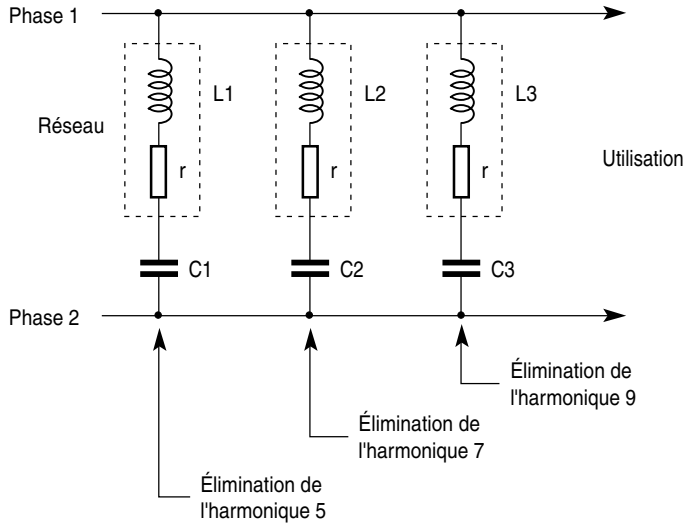 Phase 1
L1
L2
L3
Réseau
Utilisation
r
r
r
C1
C2
C3
Phase 2
Élimination de
l'harmonique 9
Élimination de
l'harmonique 7
Élimination de
l'harmonique 5